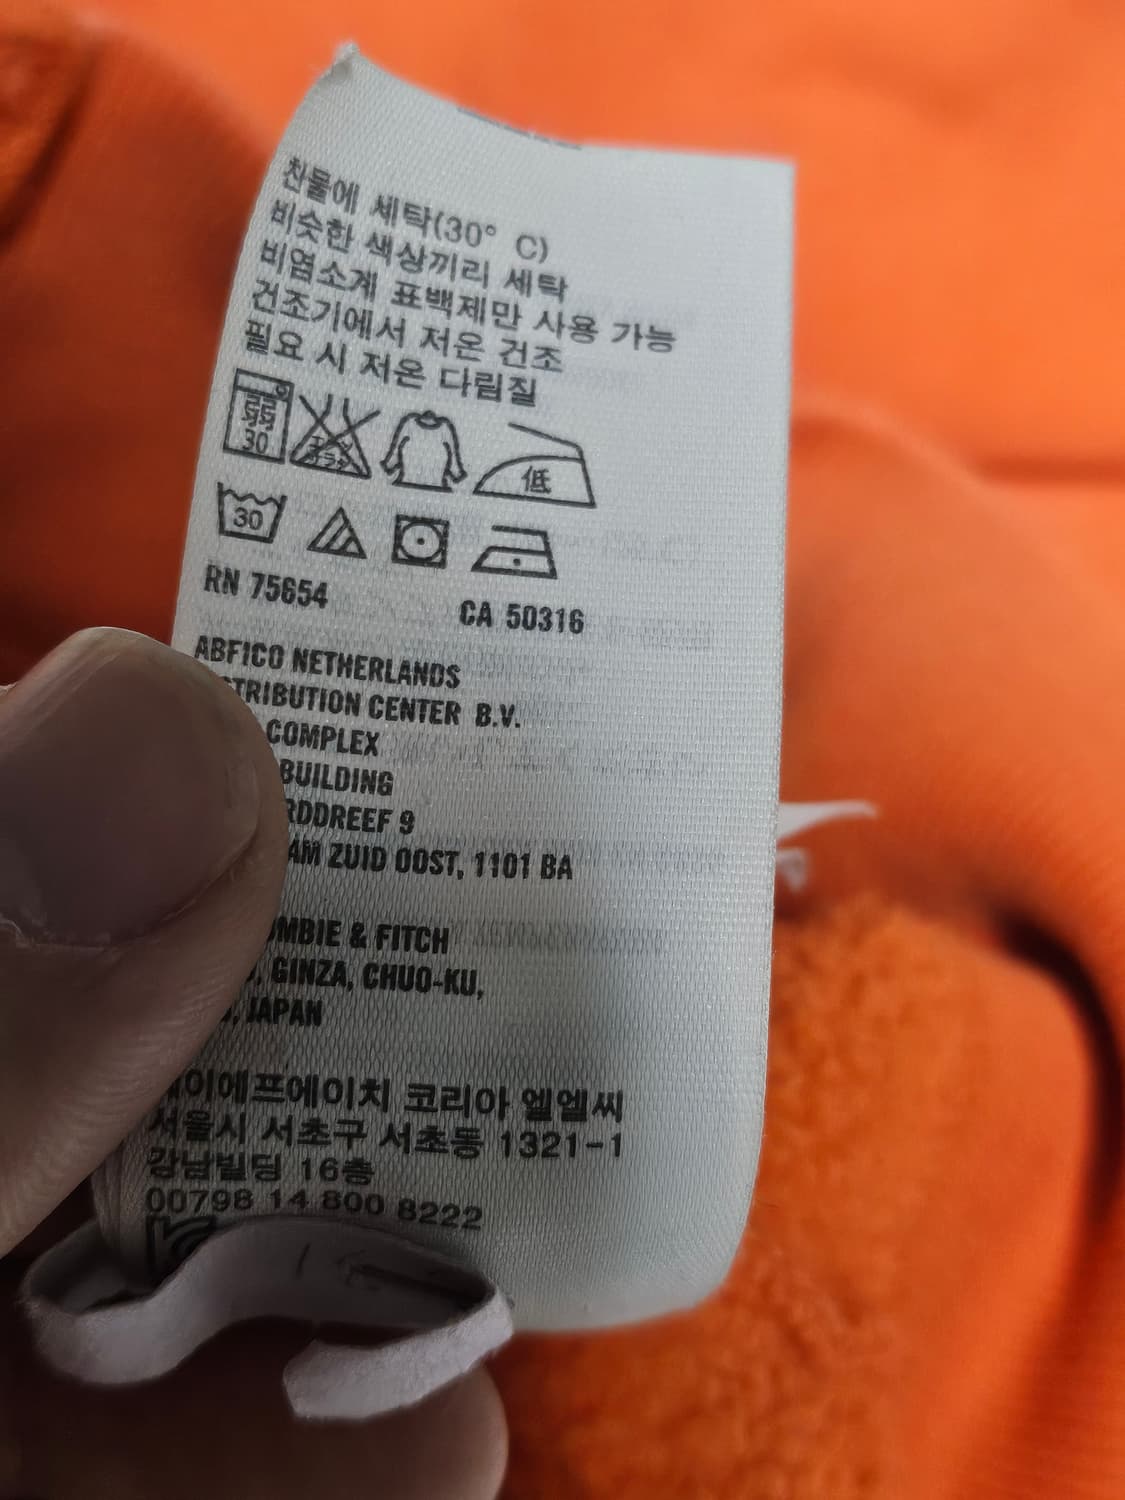 찬물에 세탁(30° C)
비슷한 색상끼리 세탁
비염소계 표백제만 사용 가능
건조기에서 저온 건조
필요 시 저온 다림질
弱 30 低
30
RN 75654 CA 50316
ABFICO NETHERLANDS
TRIBUTION CENTER B.V.
COMPLEX
BUILDING
RDDREEF 9
AM ZUID OOST, 1101 BA
OMBIE & FITCH
, GINZA, CHUO-KU,
, JAPAN
이에프에이치 코리아 엘엘씨
서울시 서초구 서초동 1321-1
강남빌딩 16층
00798 14 800 8222